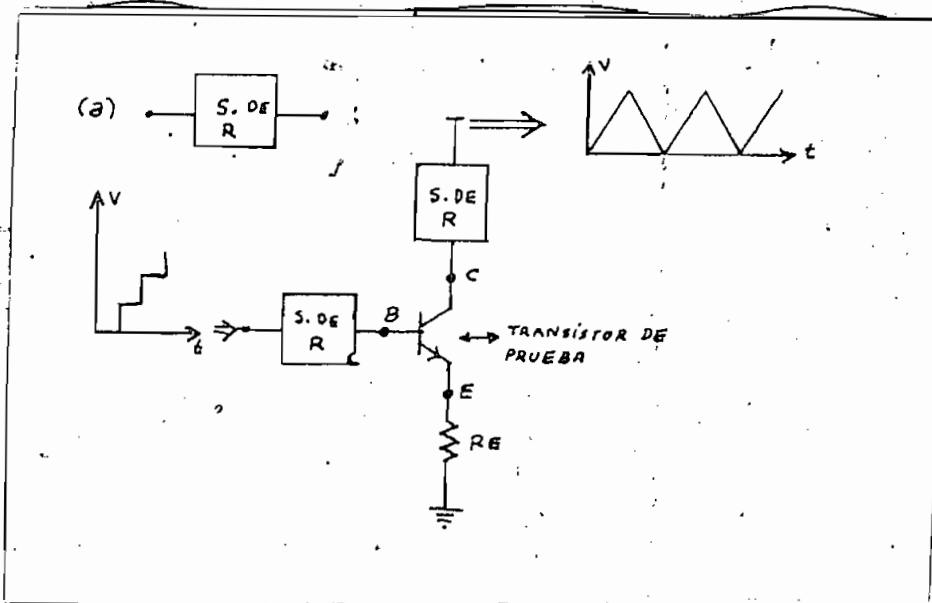 (a)
S. DE
R
V
t
S. DE
R
C
V
t
S. DE
R
B
TRANSISTOR DE
PRUEBA
E
RE